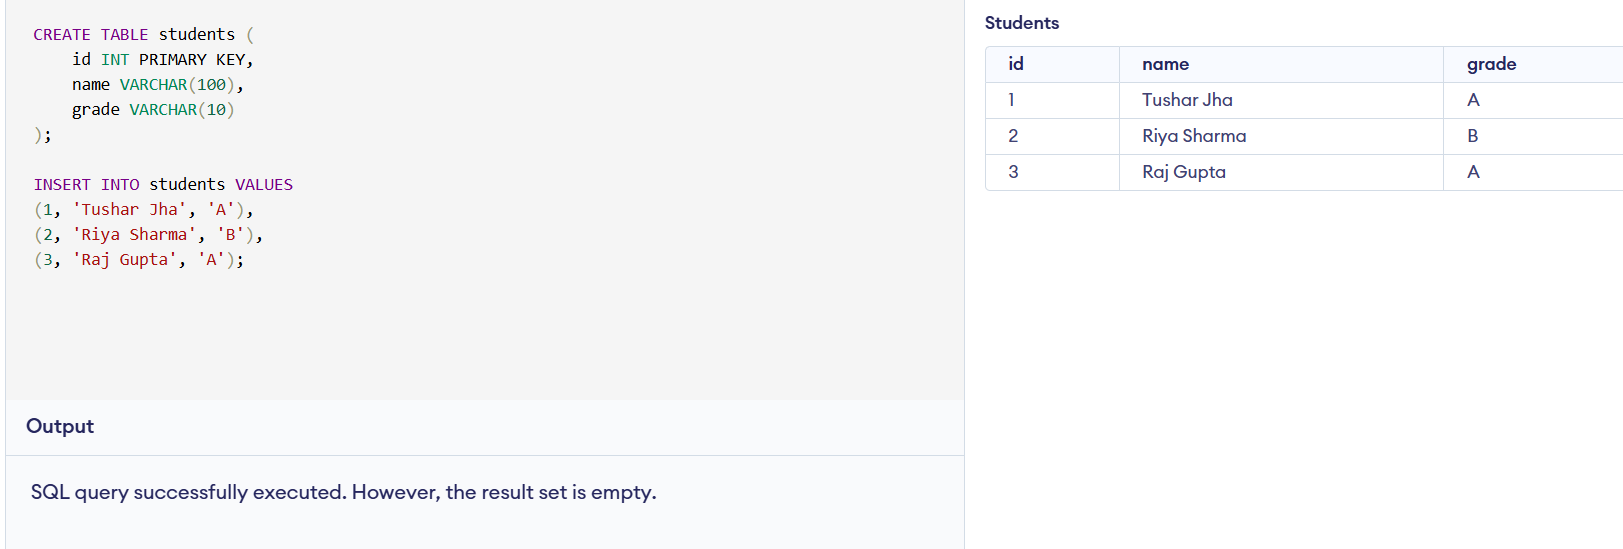 CREATE TABLE students (
    id INT PRIMARY KEY,
    name VARCHAR(100),
    grade VARCHAR(10)
);
INSERT INTO students VALUES
(1, 'Tushar Jha', 'A'),
(2, 'Riya Sharma', 'B'),
(3, 'Raj Gupta', 'A');
Output
SQL query successfully executed. However, the result set is empty.
Students
id name grade
1 Tushar Jha A
2 Riya Sharma B
3 Raj Gupta A